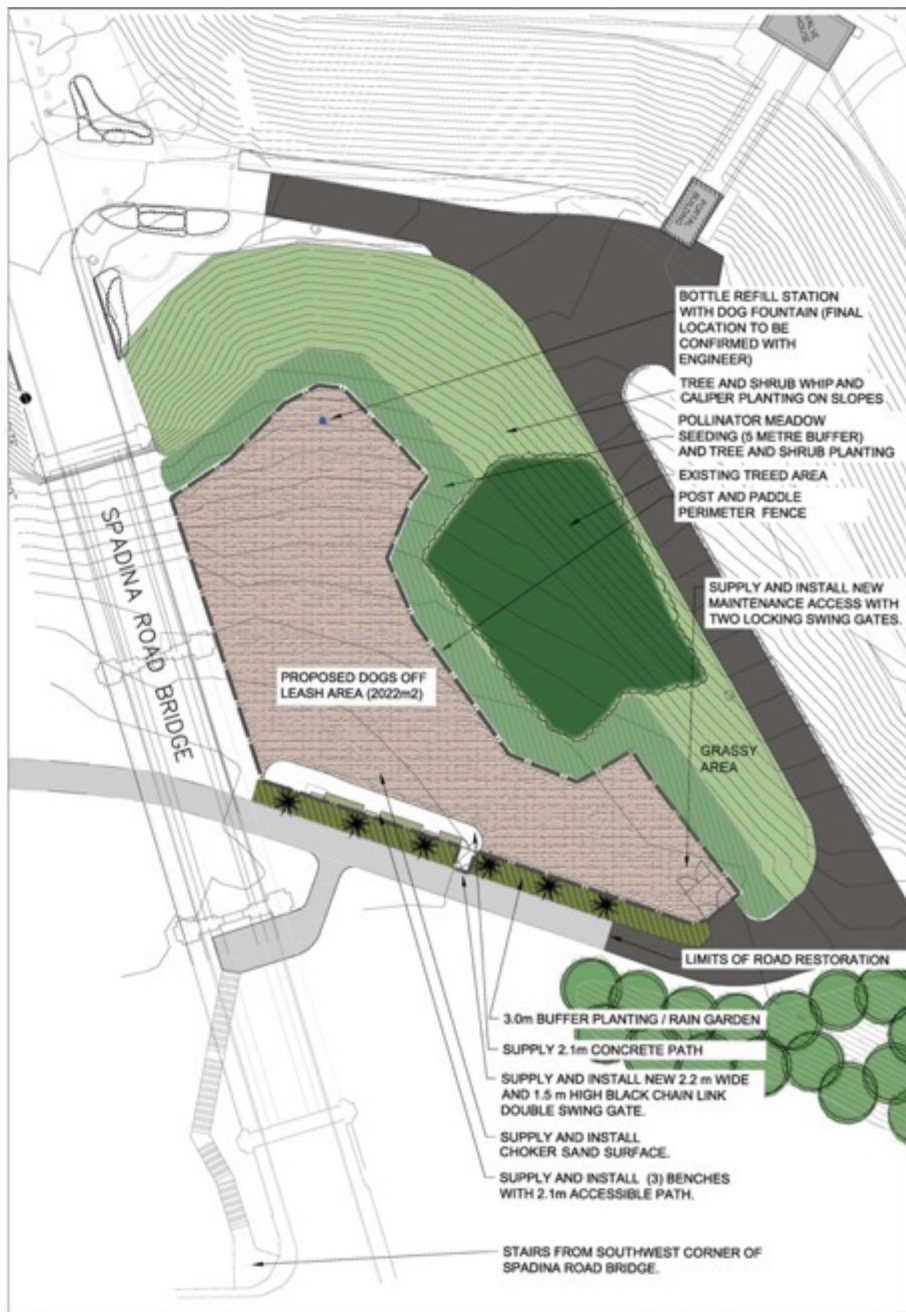 VALVE
HOUSE
PORTAL
BUILDING
BOTTLE REFILL STATION
WITH DOG FOUNTAIN (FINAL
LOCATION TO BE
CONFIRMED WITH
ENGINEER)
TREE AND SHRUB WHIP AND
CALIPER PLANTING ON SLOPES
POLLINATOR MEADOW
SEEDING (5 METRE BUFFER)
AND TREE AND SHRUB PLANTING
EXISTING TREED AREA
POST AND PADDLE
PERIMETER FENCE
SUPPLY AND INSTALL NEW
MAINTENANCE ACCESS WITH
TWO LOCKING SWING GATES.
SPADINA ROAD BRIDGE
PROPOSED DOGS OFF
LEASH AREA (2022m2)
GRASSY
AREA
LIMITS OF ROAD RESTORATION
3.0m BUFFER PLANTING / RAIN GARDEN
SUPPLY 2.1m CONCRETE PATH
SUPPLY AND INSTALL NEW 2.2 m WIDE
AND 1.5 m HIGH BLACK CHAIN LINK
DOUBLE SWING GATE.
SUPPLY AND INSTALL
CHOKER SAND SURFACE.
SUPPLY AND INSTALL (3) BENCHES
WITH 2.1m ACCESSIBLE PATH.
STAIRS FROM SOUTHWEST CORNER OF
SPADINA ROAD BRIDGE.